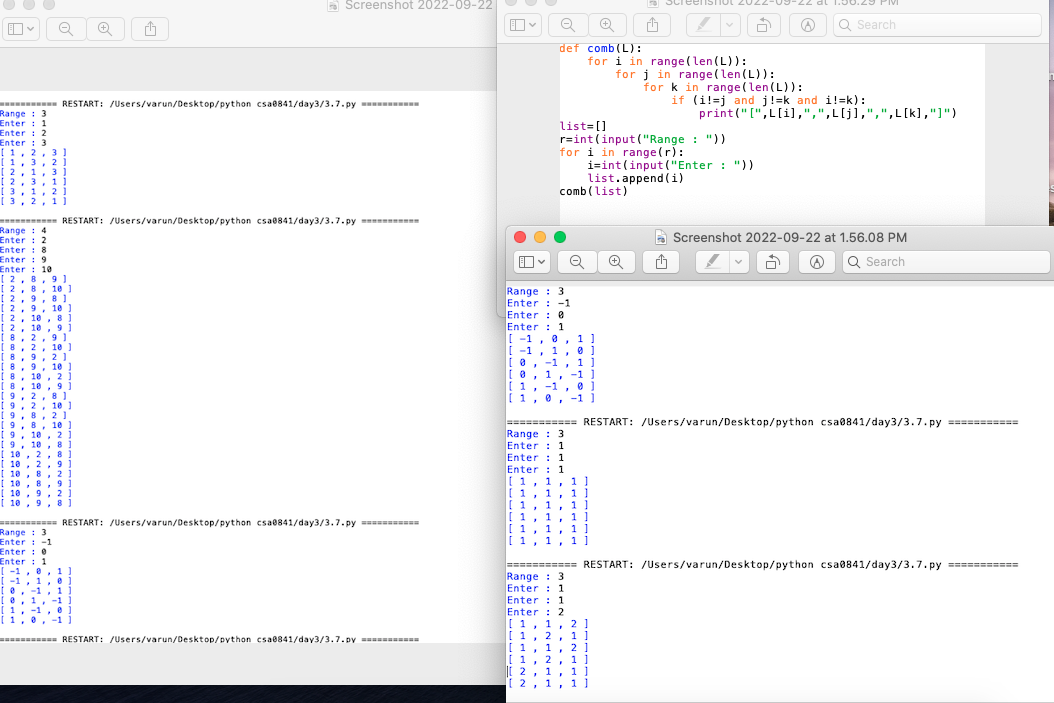 Screenshot 2022-09-22
=========== RESTART: /Users/varun/Desktop/python csa0841/day3/3.7.py ===========
Range : 3
Enter : 1
Enter : 2
Enter : 3
[ 1 , 2 , 3 ]
[ 1 , 3 , 2 ]
[ 2 , 1 , 3 ]
[ 2 , 3 , 1 ]
[ 3 , 1 , 2 ]
[ 3 , 2 , 1 ]
=========== RESTART: /Users/varun/Desktop/python csa0841/day3/3.7.py ===========
Range : 4
Enter : 2
Enter : 8
Enter : 9
Enter : 10
[ 2 , 8 , 9 ]
[ 2 , 8 , 10 ]
[ 2 , 9 , 8 ]
[ 2 , 9 , 10 ]
[ 2 , 10 , 8 ]
[ 2 , 10 , 9 ]
[ 8 , 2 , 9 ]
[ 8 , 2 , 10 ]
[ 8 , 9 , 2 ]
[ 8 , 9 , 10 ]
[ 8 , 10 , 2 ]
[ 8 , 10 , 9 ]
[ 9 , 2 , 8 ]
[ 9 , 2 , 10 ]
[ 9 , 8 , 2 ]
[ 9 , 8 , 10 ]
[ 9 , 10 , 2 ]
[ 9 , 10 , 8 ]
[ 10 , 2 , 8 ]
[ 10 , 2 , 9 ]
[ 10 , 8 , 2 ]
[ 10 , 8 , 9 ]
[ 10 , 9 , 2 ]
[ 10 , 9 , 8 ]
=========== RESTART: /Users/varun/Desktop/python csa0841/day3/3.7.py ===========
Range : 3
Enter : -1
Enter : 0
Enter : 1
[ -1 , 0 , 1 ]
[ -1 , 1 , 0 ]
[ 0 , -1 , 1 ]
[ 0 , 1 , -1 ]
[ 1 , -1 , 0 ]
[ 1 , 0 , -1 ]
=========== RESTART: /Users/varun/Desktop/python csa0841/day3/3.7.py ===========
Screenshot 2022-09-22 at 1.56.29 PM
Search
def comb(L):
    for i in range(len(L)):
        for j in range(len(L)):
            for k in range(len(L)):
                if (i!=j and j!=k and i!=k):
                    print("[",L[i],",",L[j],",",L[k],"]")
list=[]
r=int(input("Range : "))
for i in range(r):
    i=int(input("Enter : "))
    list.append(i)
comb(list)
Screenshot 2022-09-22 at 1.56.08 PM
Search
Range : 3
Enter : -1
Enter : 0
Enter : 1
[ -1 , 0 , 1 ]
[ -1 , 1 , 0 ]
[ 0 , -1 , 1 ]
[ 0 , 1 , -1 ]
[ 1 , -1 , 0 ]
[ 1 , 0 , -1 ]
=========== RESTART: /Users/varun/Desktop/python csa0841/day3/3.7.py ===========
Range : 3
Enter : 1
Enter : 1
Enter : 1
[ 1 , 1 , 1 ]
[ 1 , 1 , 1 ]
[ 1 , 1 , 1 ]
[ 1 , 1 , 1 ]
[ 1 , 1 , 1 ]
[ 1 , 1 , 1 ]
=========== RESTART: /Users/varun/Desktop/python csa0841/day3/3.7.py ===========
Range : 3
Enter : 1
Enter : 1
Enter : 2
[ 1 , 1 , 2 ]
[ 1 , 2 , 1 ]
[ 1 , 1 , 2 ]
[ 1 , 2 , 1 ]
[ 2 , 1 , 1 ]
[ 2 , 1 , 1 ]